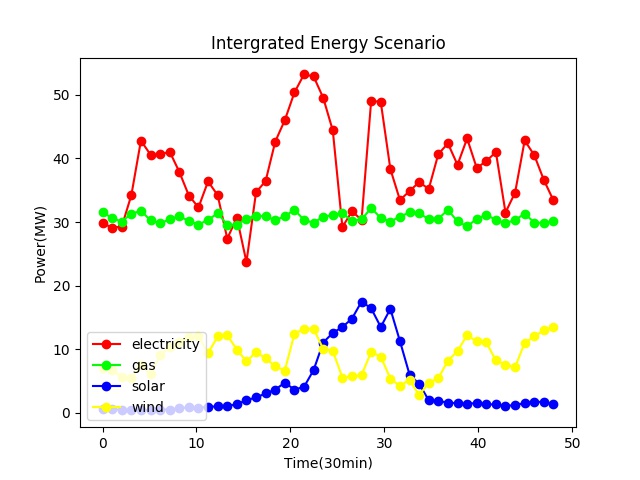 Intergrated Energy Scenario
Power(MW)
50
40
30
20
10
0
electricity
gas
solar
wind
0 10 20 30 40 50
Time(30min)